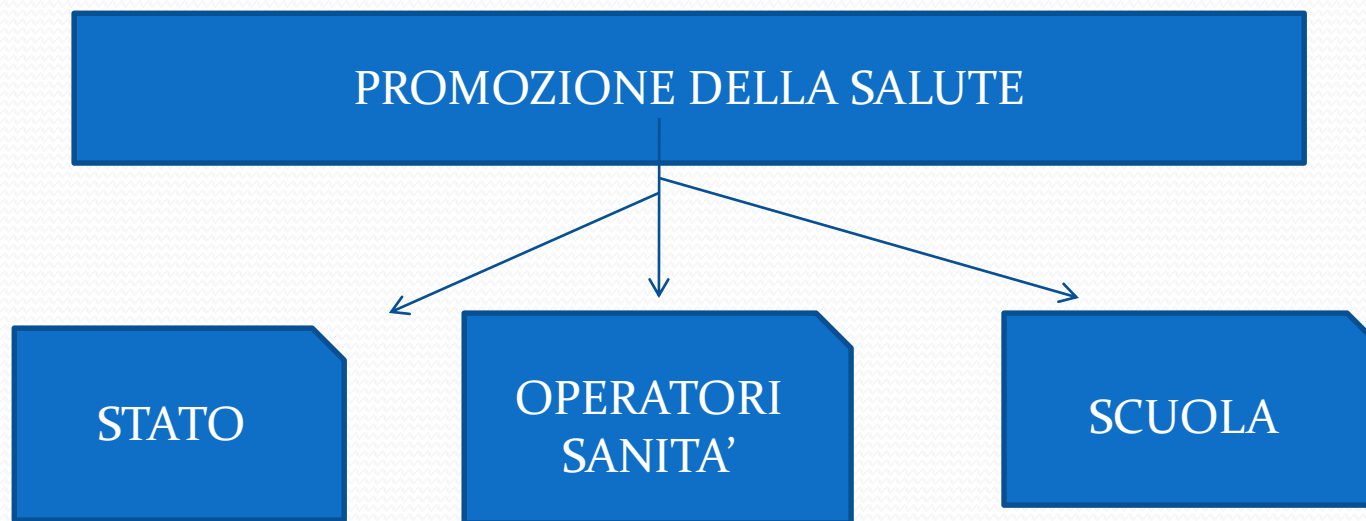 PROMOZIONE DELLA SALUTE
STATO
OPERATORI
SANITA’
SCUOLA